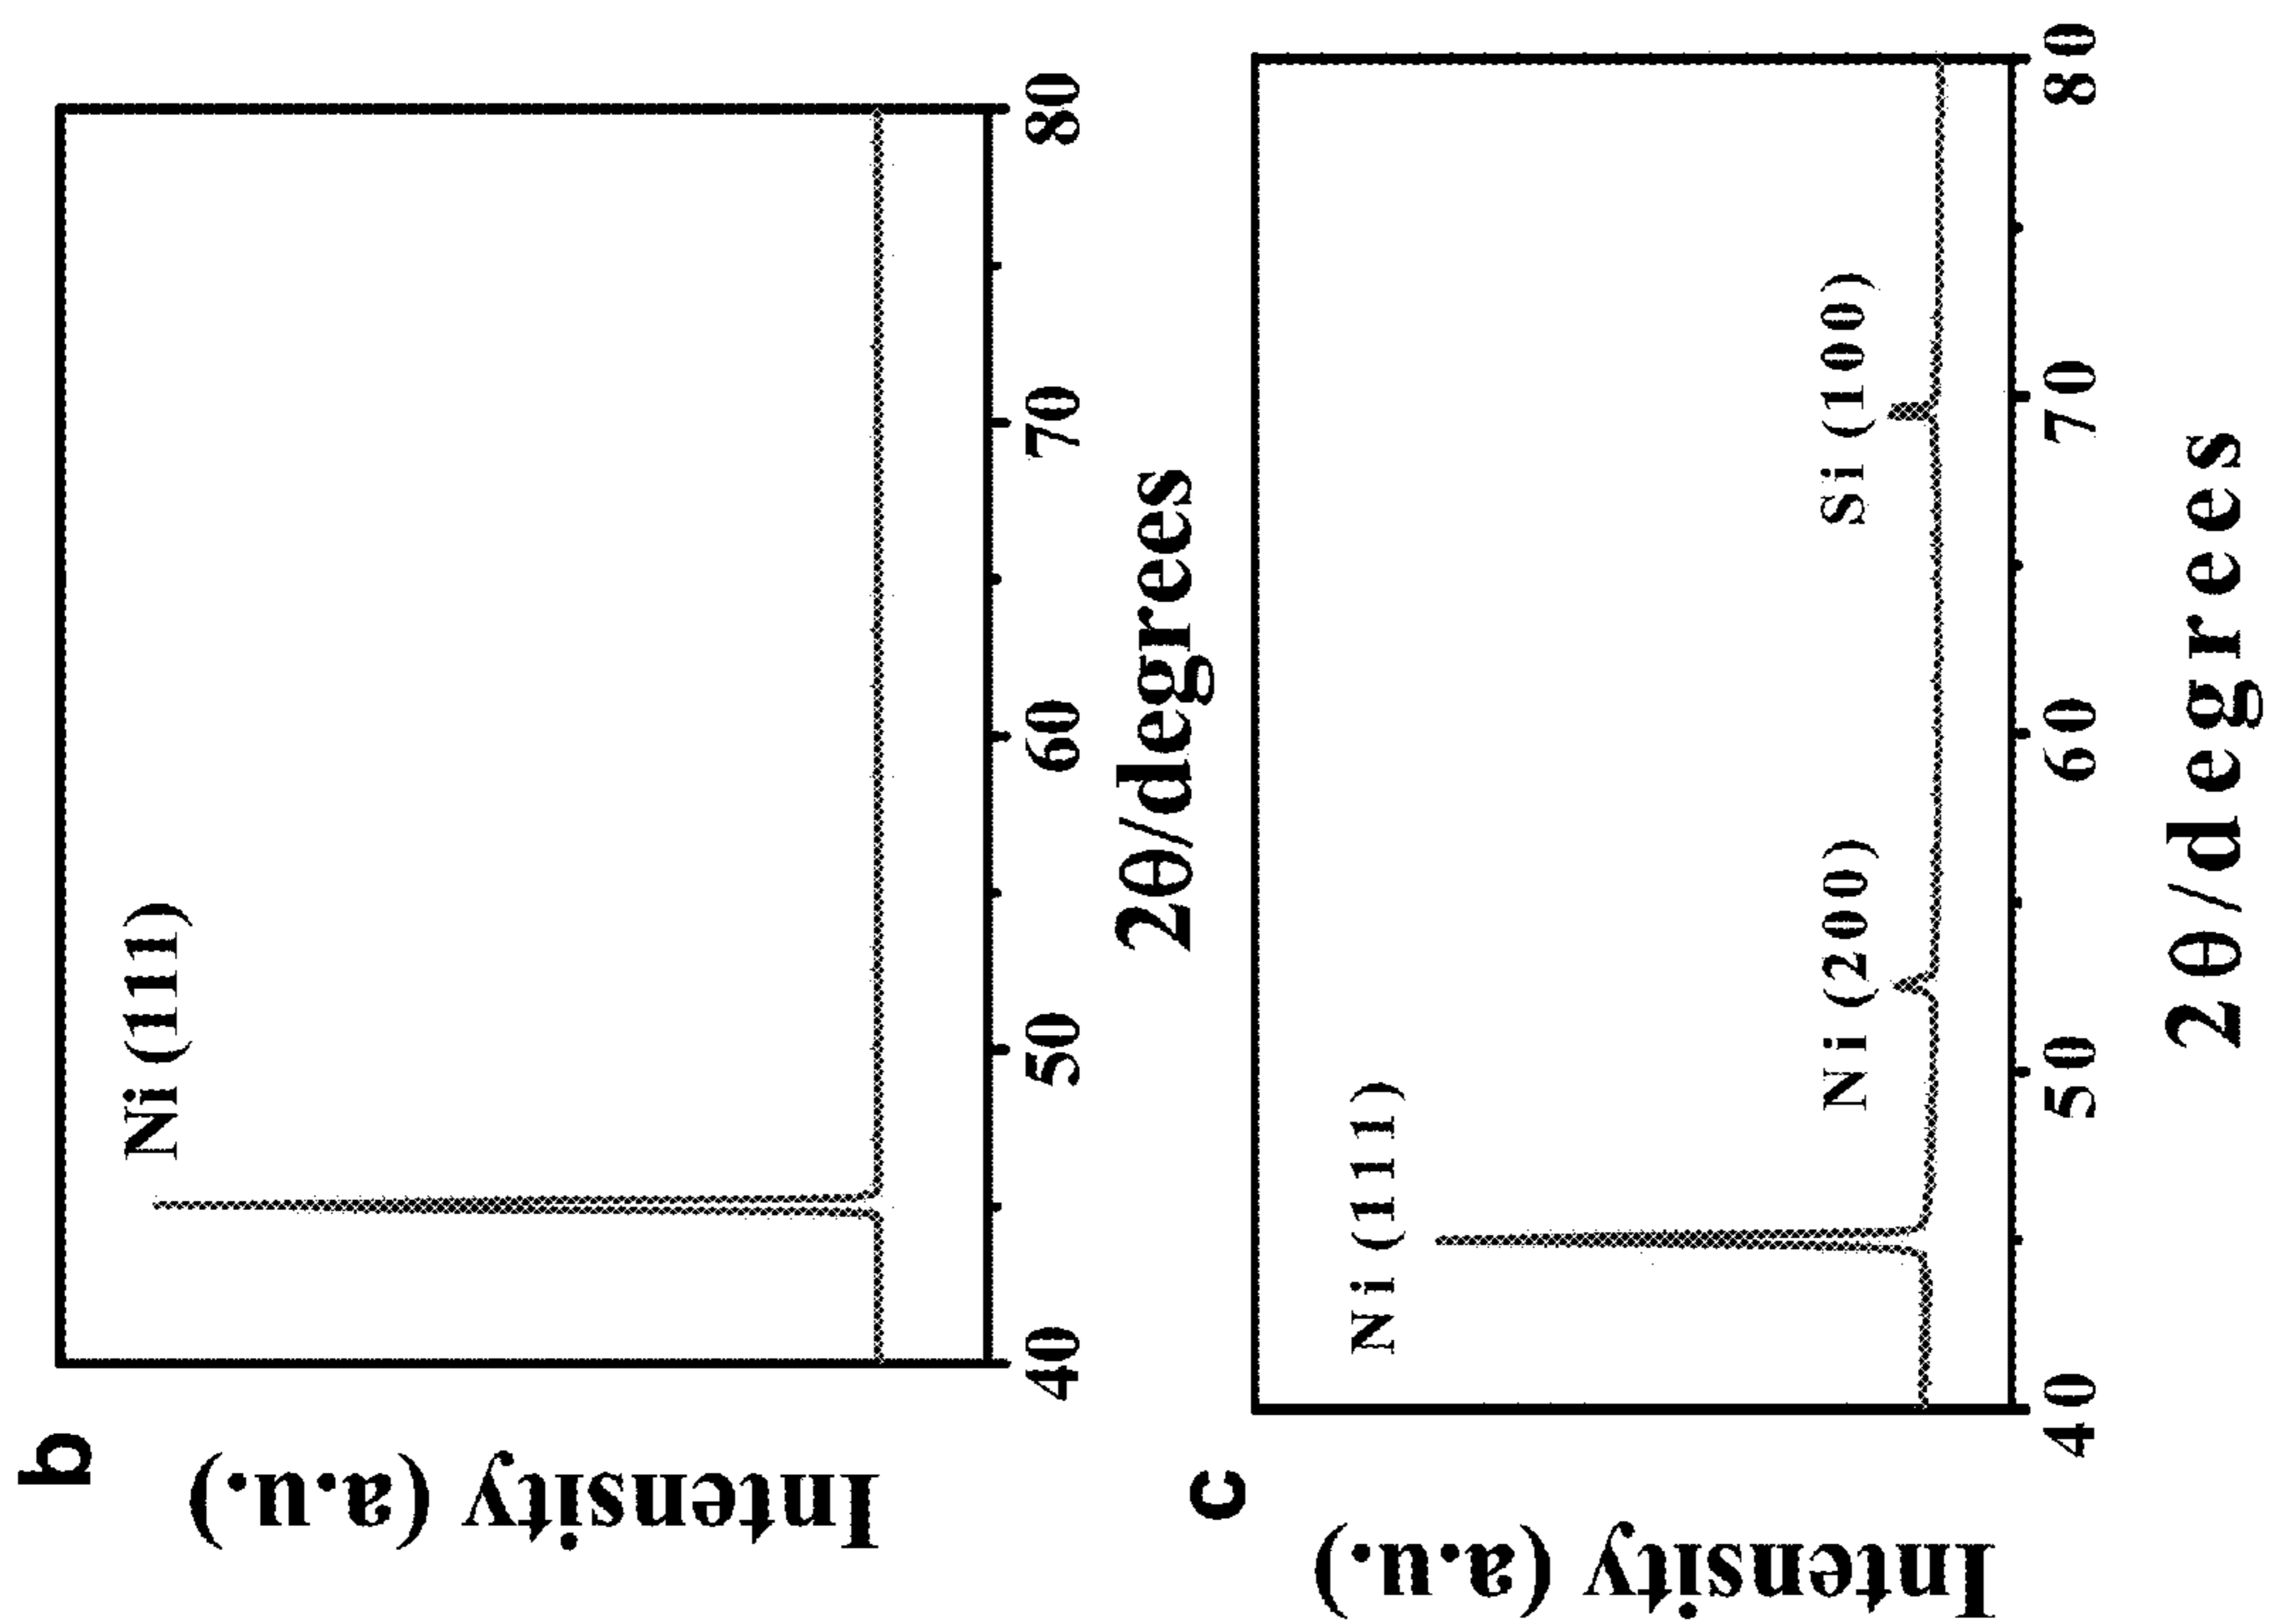 b
Intensity (a.u.)
Ni (111)
40 50 60 70 80
2θ/degrees
c
Intensity (a.u.)
Ni (111)
Ni (200)
Si (100)
40 50 60 70 80
2θ/degrees